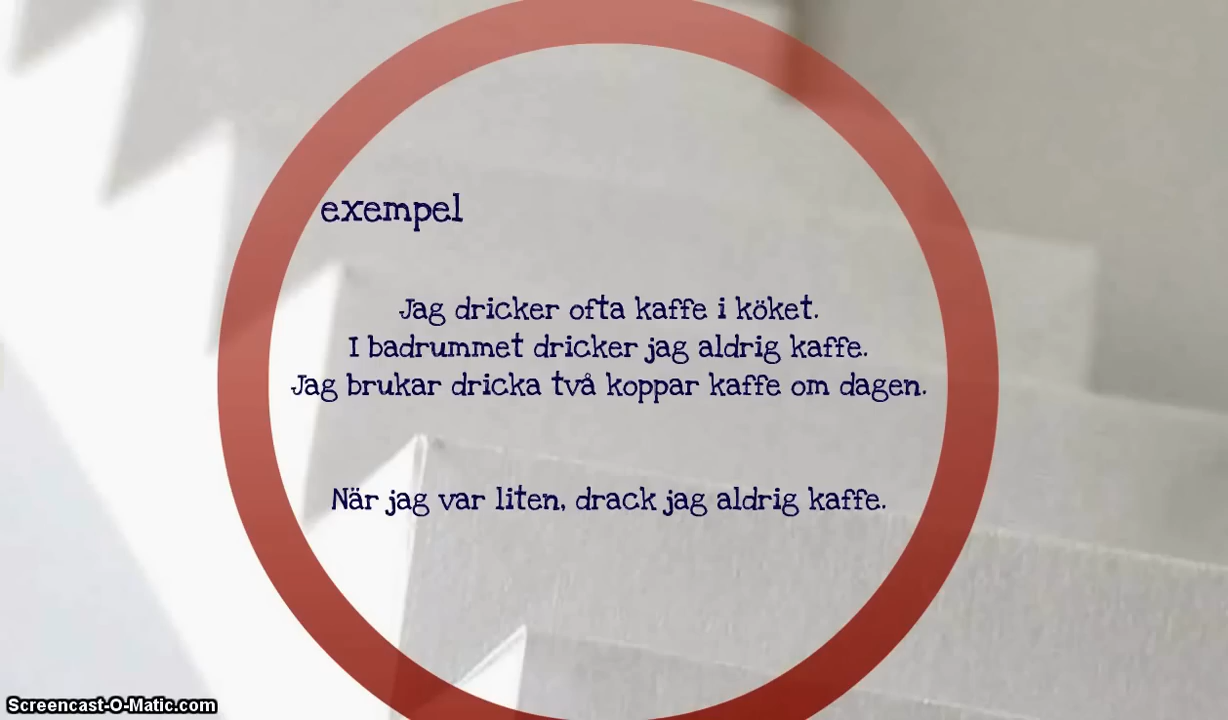 exempel
Jag dricker ofta kaffe i köket.
I badrummet dricker jag aldrig kaffe.
Jag brukar dricka två koppar kaffe om dagen.
När jag var liten, drack jag aldrig kaffe.
Screencast-O-Matic.com